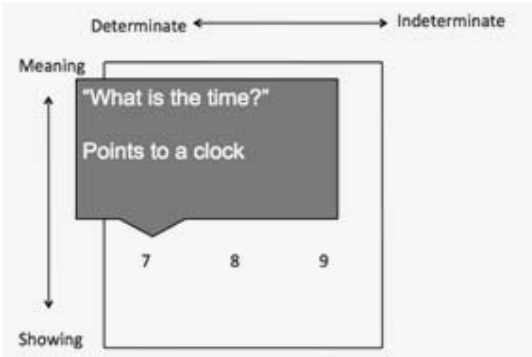 Determinate
Indeterminate
Meaning
"What is the time?"
Points to a clock
7 8 9
Showing